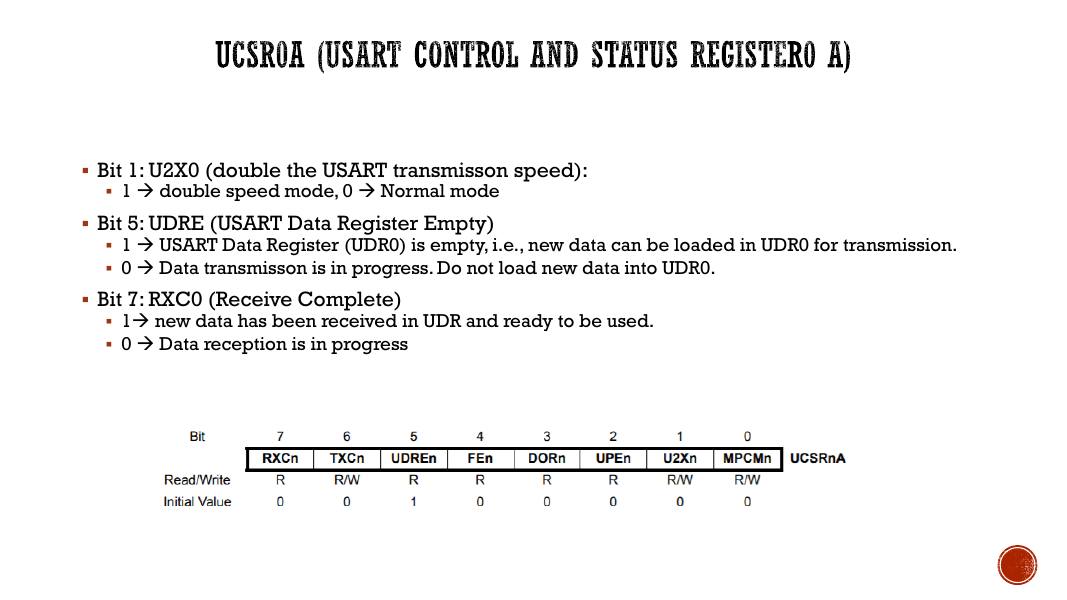 UCSR0A (USART CONTROL AND STATUS REGISTER0 A)
▪ Bit 1: U2X0 (double the USART transmisson speed):
▪ 1 → double speed mode, 0 → Normal mode
▪ Bit 5: UDRE (USART Data Register Empty)
▪ 1 → USART Data Register (UDR0) is empty, i.e., new data can be loaded in UDR0 for transmission.
▪ 0 → Data transmisson is in progress. Do not load new data into UDR0.
▪ Bit 7: RXC0 (Receive Complete)
▪ 1→ new data has been received in UDR and ready to be used.
▪ 0 → Data reception is in progress
Bit 7 6 5 4 3 2 1 0
RXCn TXCn UDREn FEn DORn UPEn U2Xn MPCMn UCSRnA
Read/Write R R/W R R R R R/W R/W
Initial Value 0 0 1 0 0 0 0 0